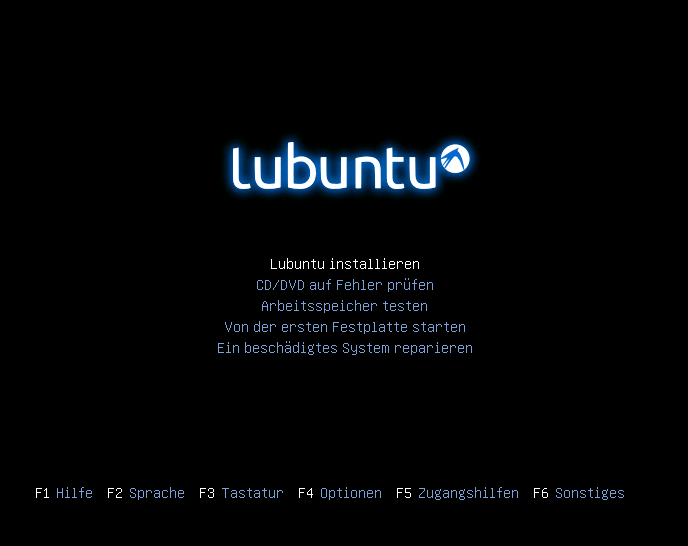 lubuntu
Lubuntu installieren
CD/DVD auf Fehler prüfen
Arbeitsspeicher testen
Von der ersten Festplatte starten
Ein beschädigtes System reparieren
F1 Hilfe F2 Sprache F3 Tastatur F4 Optionen F5 Zugangshilfen F6 Sonstiges